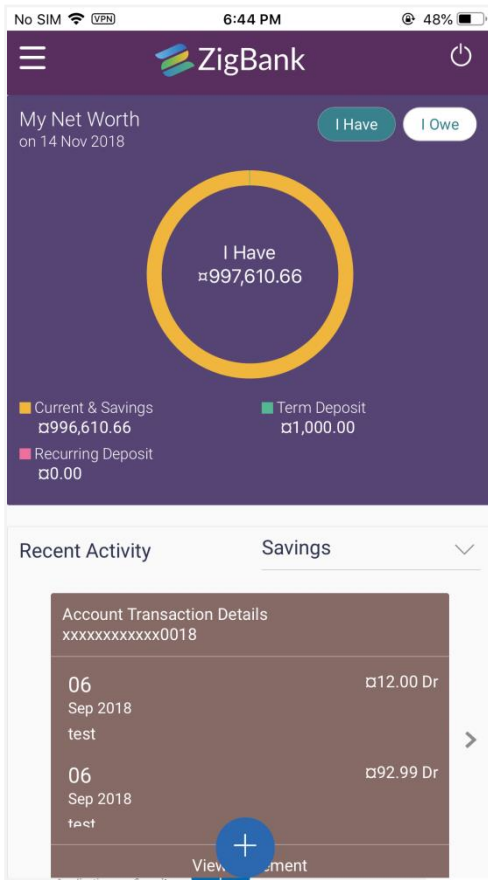 No SIM VPN 6:44 PM 48%
ZigBank
My Net Worth
on 14 Nov 2018
I Have I Owe
I Have
¤997,610.66
Current & Savings Term Deposit
¤996,610.66 ¤1,000.00
Recurring Deposit
¤0.00
Recent Activity Savings
Account Transaction Details
xxxxxxxxxxxx0018
06 ¤12.00 Dr
Sep 2018
test
06 ¤92.99 Dr
Sep 2018
test
+